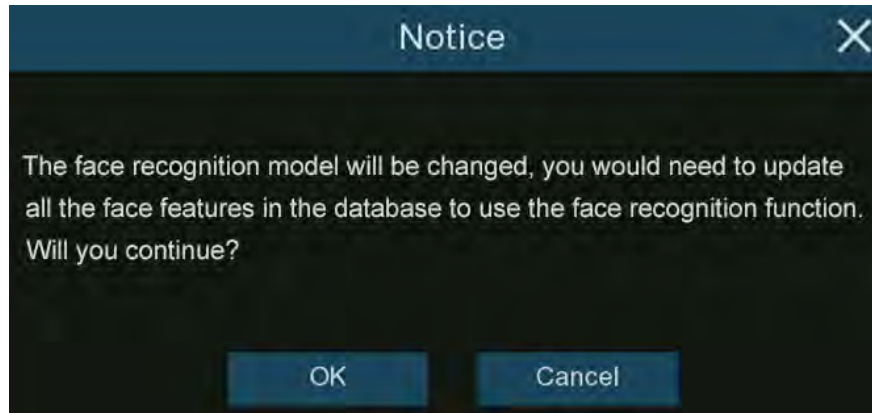 Notice
The face recognition model will be changed, you would need to update
all the face features in the database to use the face recognition function.
Will you continue?
OK
Cancel